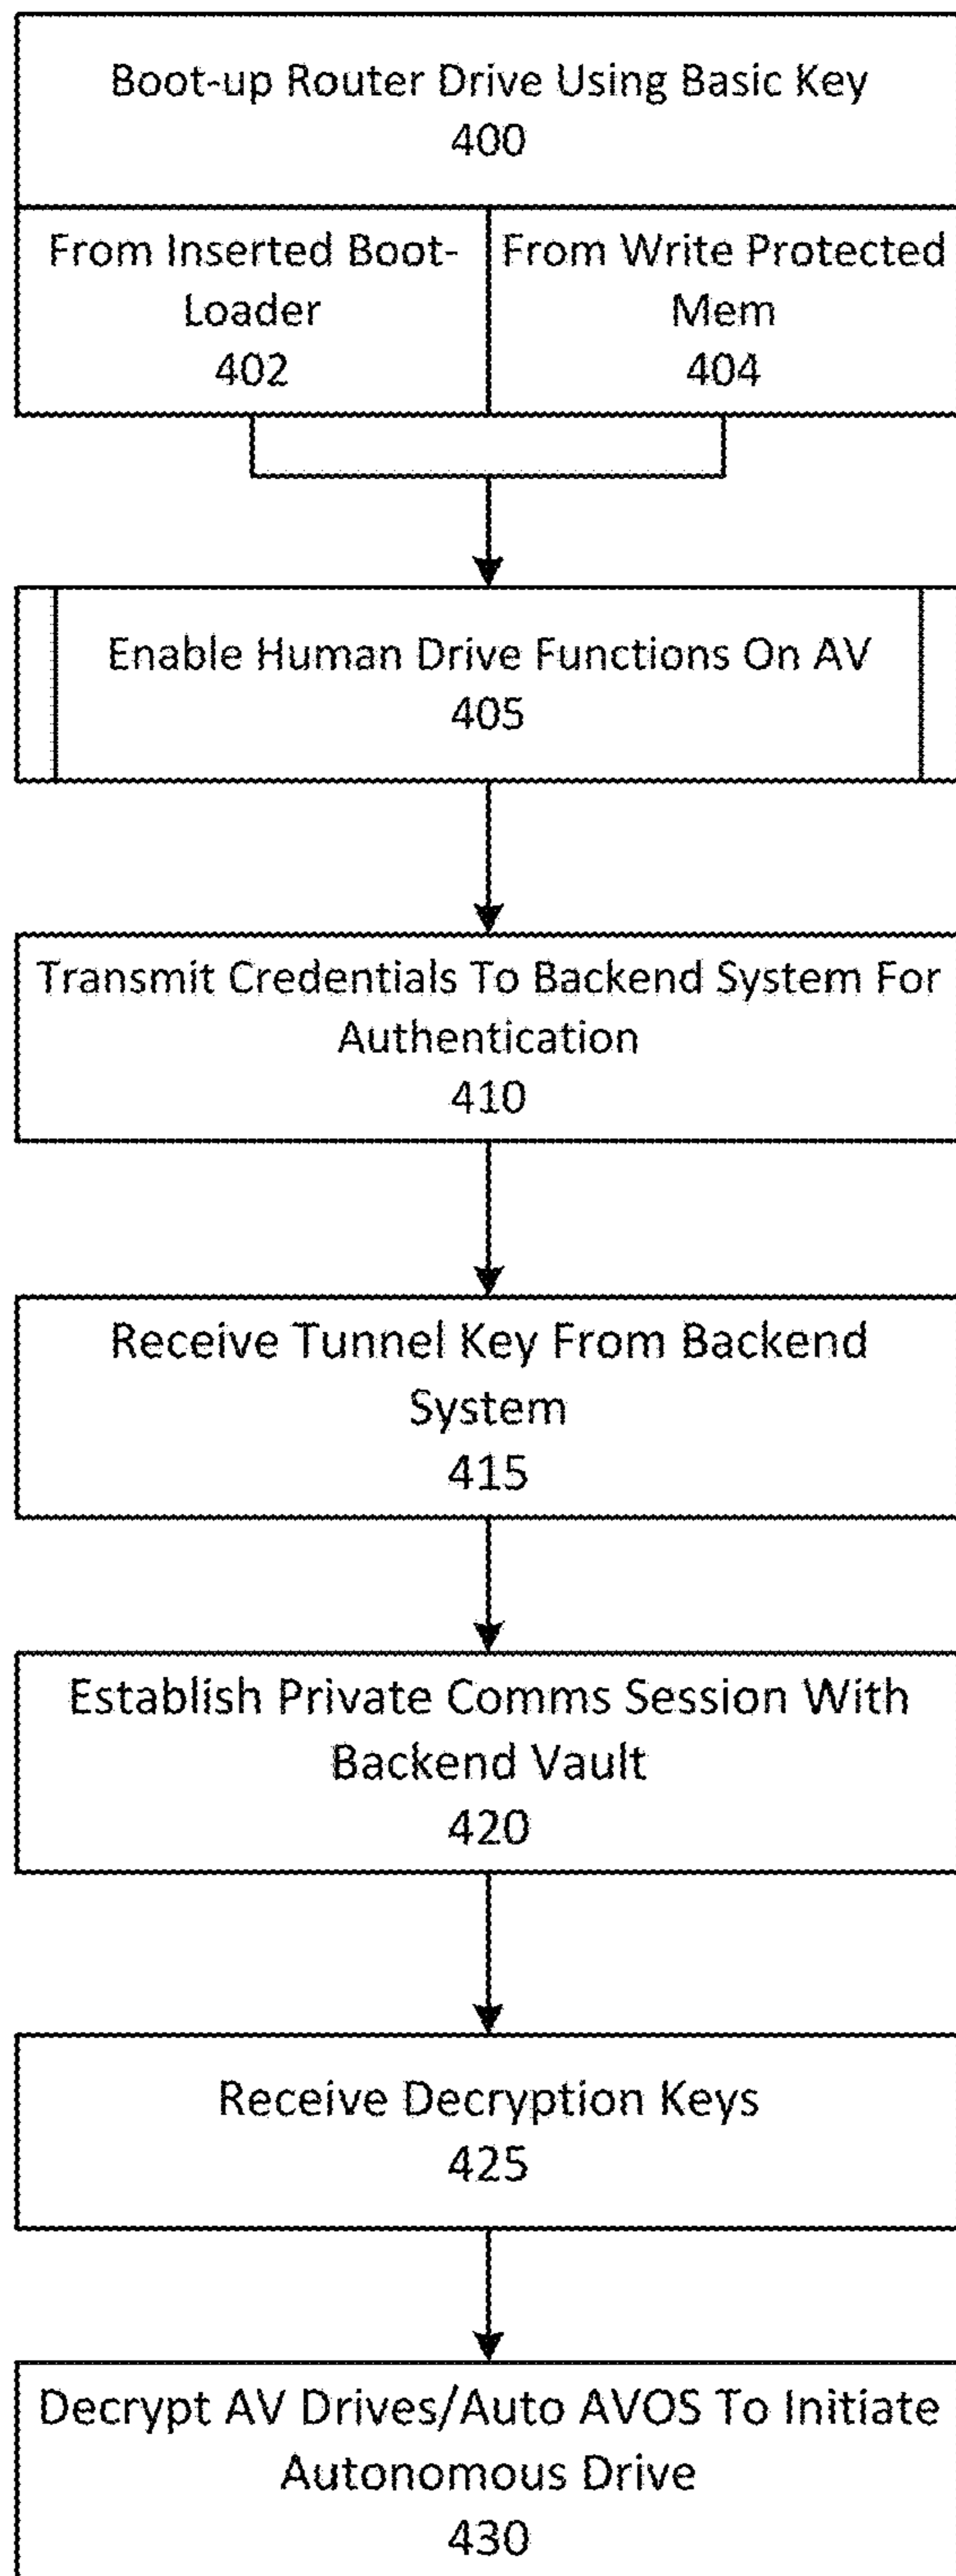 Boot-up Router Drive Using Basic Key
400
From Inserted Boot-
Loader
402
From Write Protected
Mem
404
Enable Human Drive Functions On AV
405
Transmit Credentials To Backend System For
Authentication
410
Receive Tunnel Key From Backend
System
415
Establish Private Comms Session With
Backend Vault
420
Receive Decryption Keys
425
Decrypt AV Drives/Auto AVOS To Initiate
Autonomous Drive
430